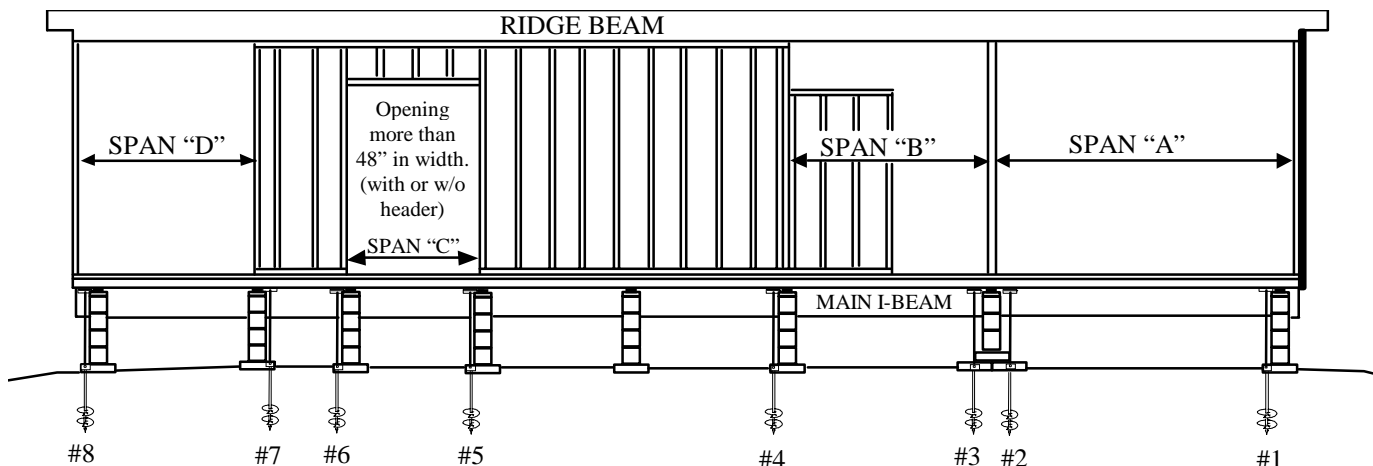 RIDGE BEAM
Opening
more than
48” in width.
(with or w/o
header)
SPAN “D”
SPAN “B”
SPAN “A”
SPAN “C”
MAIN I-BEAM
#8 #7 #6 #5 #4 #3 #2 #1